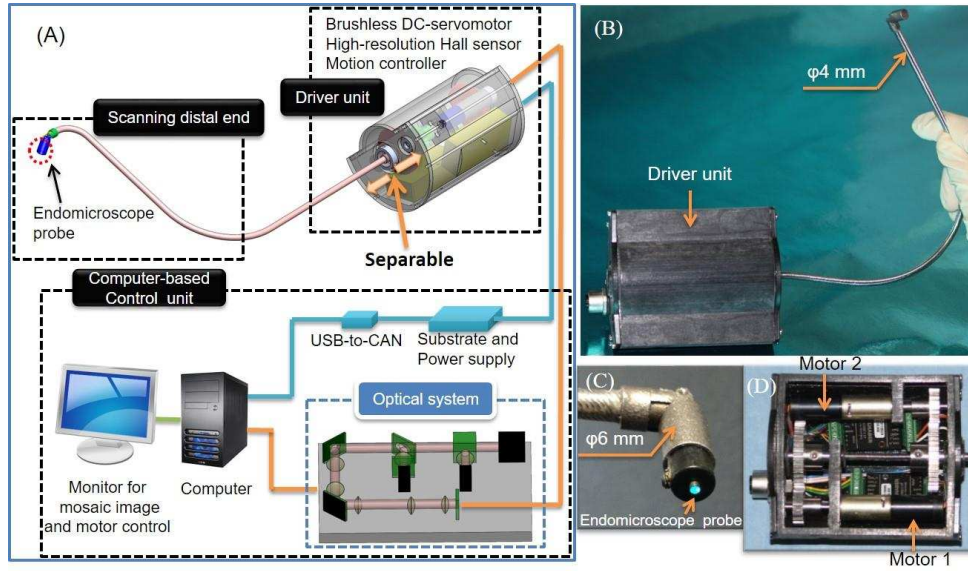 (A)
Brushless DC-servomotor
High-resolution Hall sensor
Motion controller
Driver unit
Scanning distal end
Endomicroscope
probe
Separable
Computer-based
Control unit
USB-to-CAN
Substrate and
Power supply
Optical system
Monitor for
mosaic image
and motor control
Computer
(B)
φ4 mm
Driver unit
(C)
φ6 mm
Endomicroscope probe
(D)
Motor 2
Motor 1